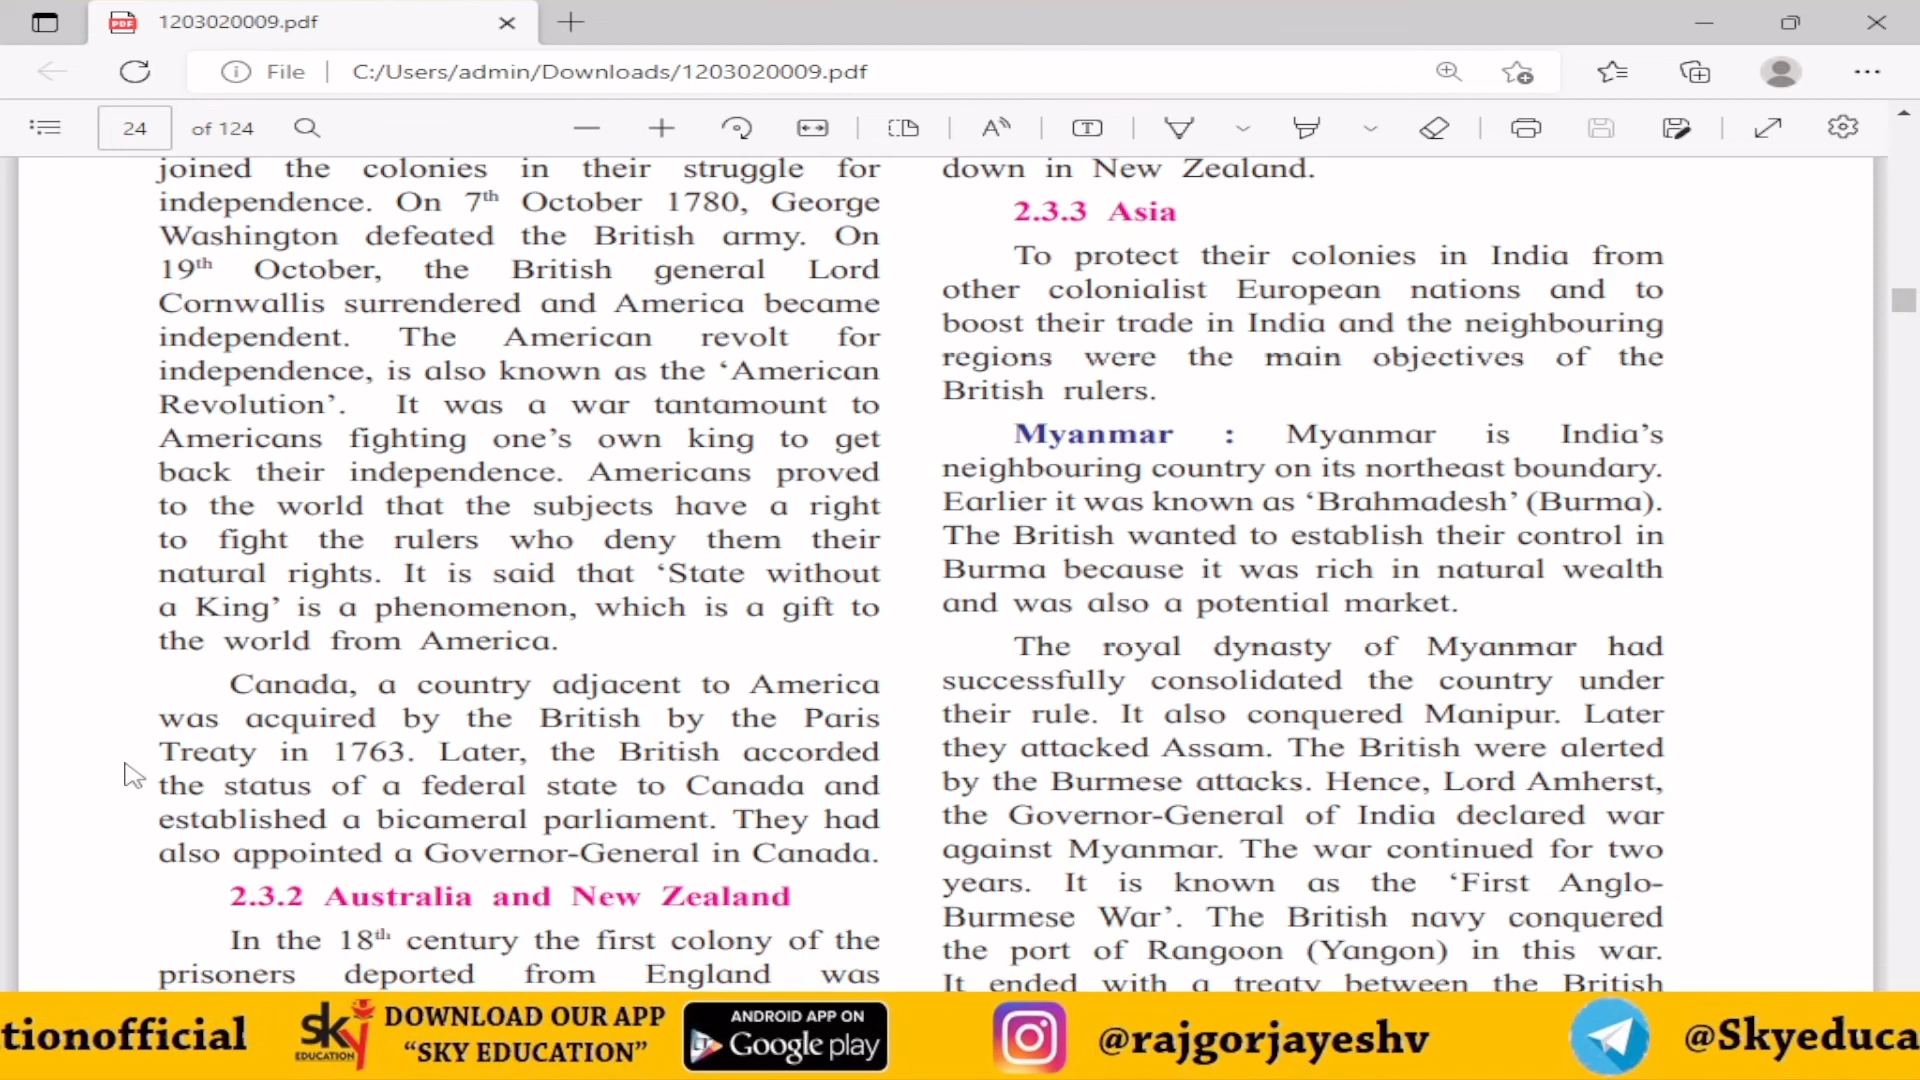 1203020009.pdf
File
C:/Users/admin/Downloads/1203020009.pdf
24 of 124
joined the colonies in their struggle for
independence. On 7th October 1780, George
Washington defeated the British army. On
19th October, the British general Lord
Cornwallis surrendered and America became
independent. The American revolt for
independence, is also known as the ‘American
Revolution’. It was a war tantamount to
Americans fighting one’s own king to get
back their independence. Americans proved
to the world that the subjects have a right
to fight the rulers who deny them their
natural rights. It is said that ‘State without
a King’ is a phenomenon, which is a gift to
the world from America.
Canada, a country adjacent to America
was acquired by the British by the Paris
Treaty in 1763. Later, the British accorded
the status of a federal state to Canada and
established a bicameral parliament. They had
also appointed a Governor-General in Canada.
2.3.2 Australia and New Zealand
In the 18th century the first colony of the
prisoners deported from England was
down in New Zealand.
2.3.3 Asia
To protect their colonies in India from
other colonialist European nations and to
boost their trade in India and the neighbouring
regions were the main objectives of the
British rulers.
Myanmar : Myanmar is India’s
neighbouring country on its northeast boundary.
Earlier it was known as ‘Brahmadesh’ (Burma).
The British wanted to establish their control in
Burma because it was rich in natural wealth
and was also a potential market.
The royal dynasty of Myanmar had
successfully consolidated the country under
their rule. It also conquered Manipur. Later
they attacked Assam. The British were alerted
by the Burmese attacks. Hence, Lord Amherst,
the Governor-General of India declared war
against Myanmar. The war continued for two
years. It is known as the ‘First Anglo-
Burmese War’. The British navy conquered
the port of Rangoon (Yangon) in this war.
It ended with a treaty between the British
tionofficial
sky
EDUCATION
DOWNLOAD OUR APP
“SKY EDUCATION”
ANDROID APP ON
Google play
@rajgorjayeshv
@Skyeduca